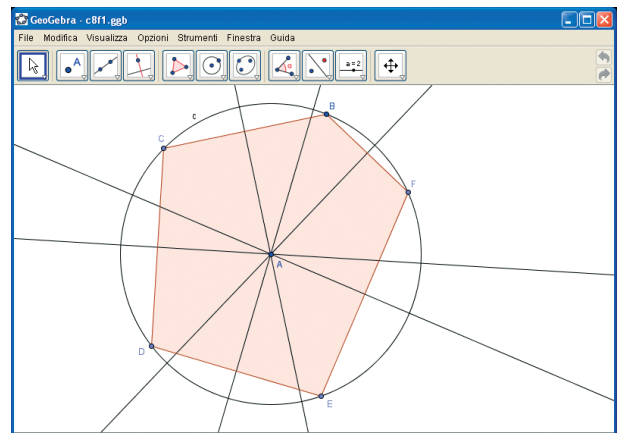 GeoGebra - c8f1.ggb
File Modifica Visualizza Opzioni Strumenti Finestra Guida
A α a = 2
c
B
C
F
A
D
E